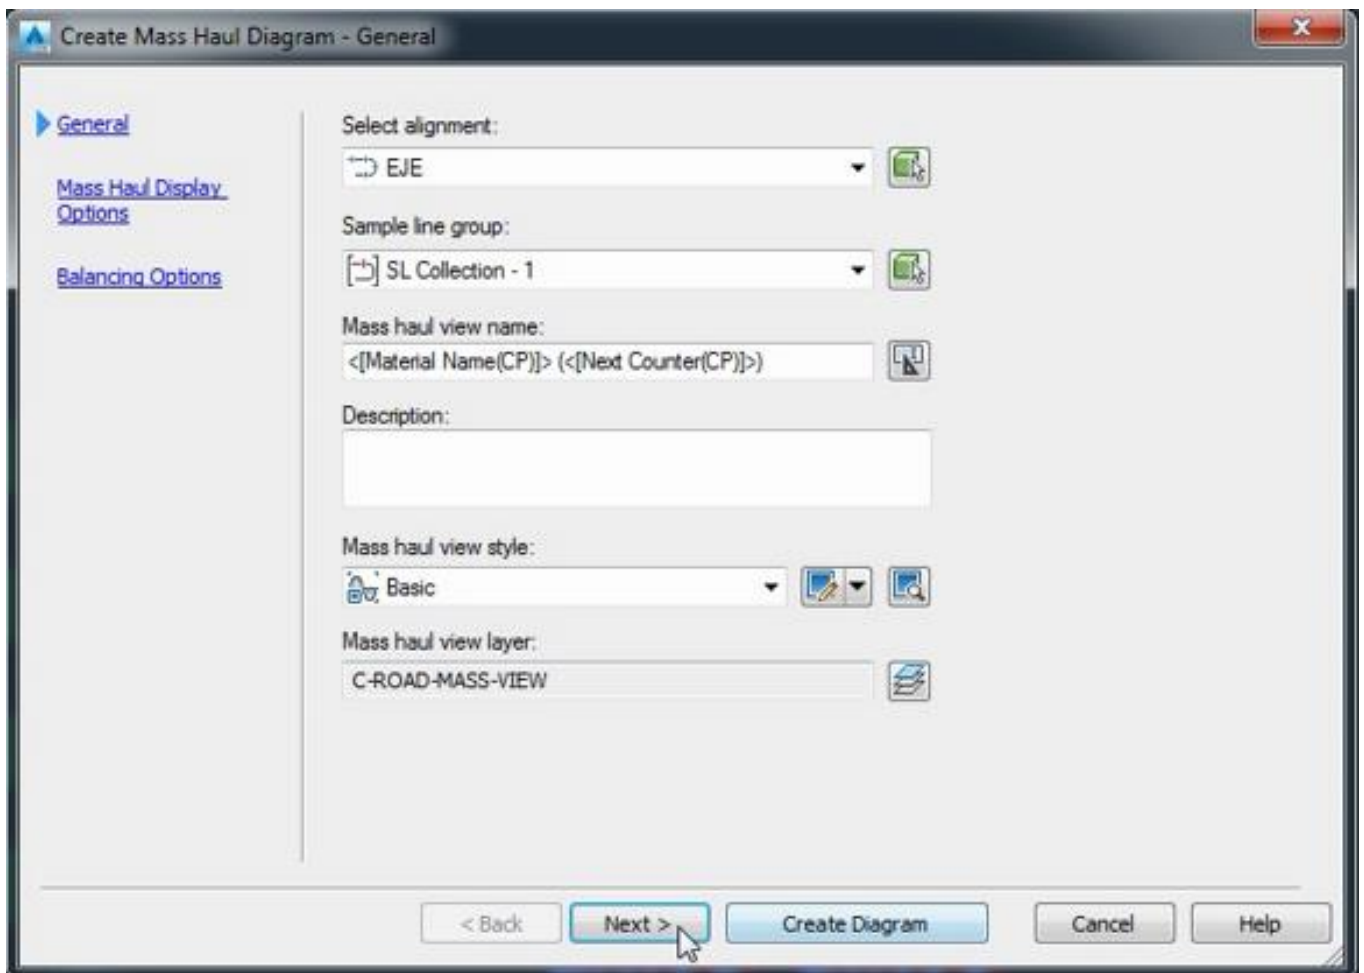 Create Mass Haul Diagram - General
General
Mass Haul Display
Options
Balancing Options
Select alignment:
EJE
Sample line group:
SL Collection - 1
Mass haul view name:
<[Material Name(CP)]> (<[Next Counter(CP)]>)
Description:
Mass haul view style:
Basic
Mass haul view layer:
C-ROAD-MASS-VIEW
< Back
Next >
Create Diagram
Cancel
Help